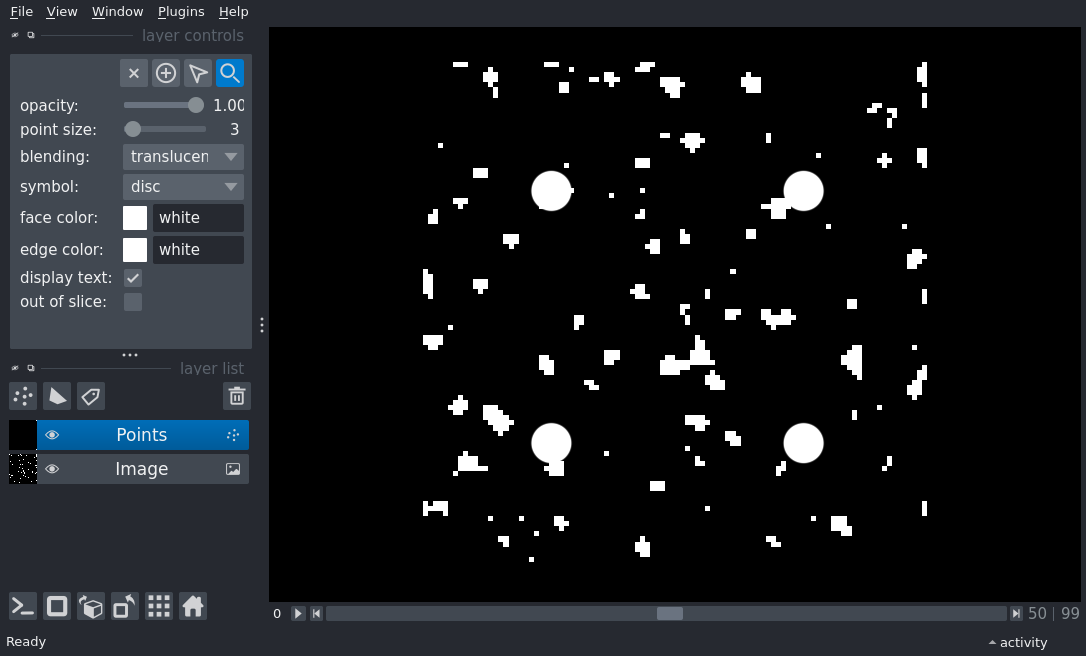 File View Window Plugins Help
layer controls
opacity: 1.00
point size: 3
blending: translucen
symbol: disc
face color: white
edge color: white
display text:
out of slice:
layer list
Points
Image
0 50 | 99
Ready activity